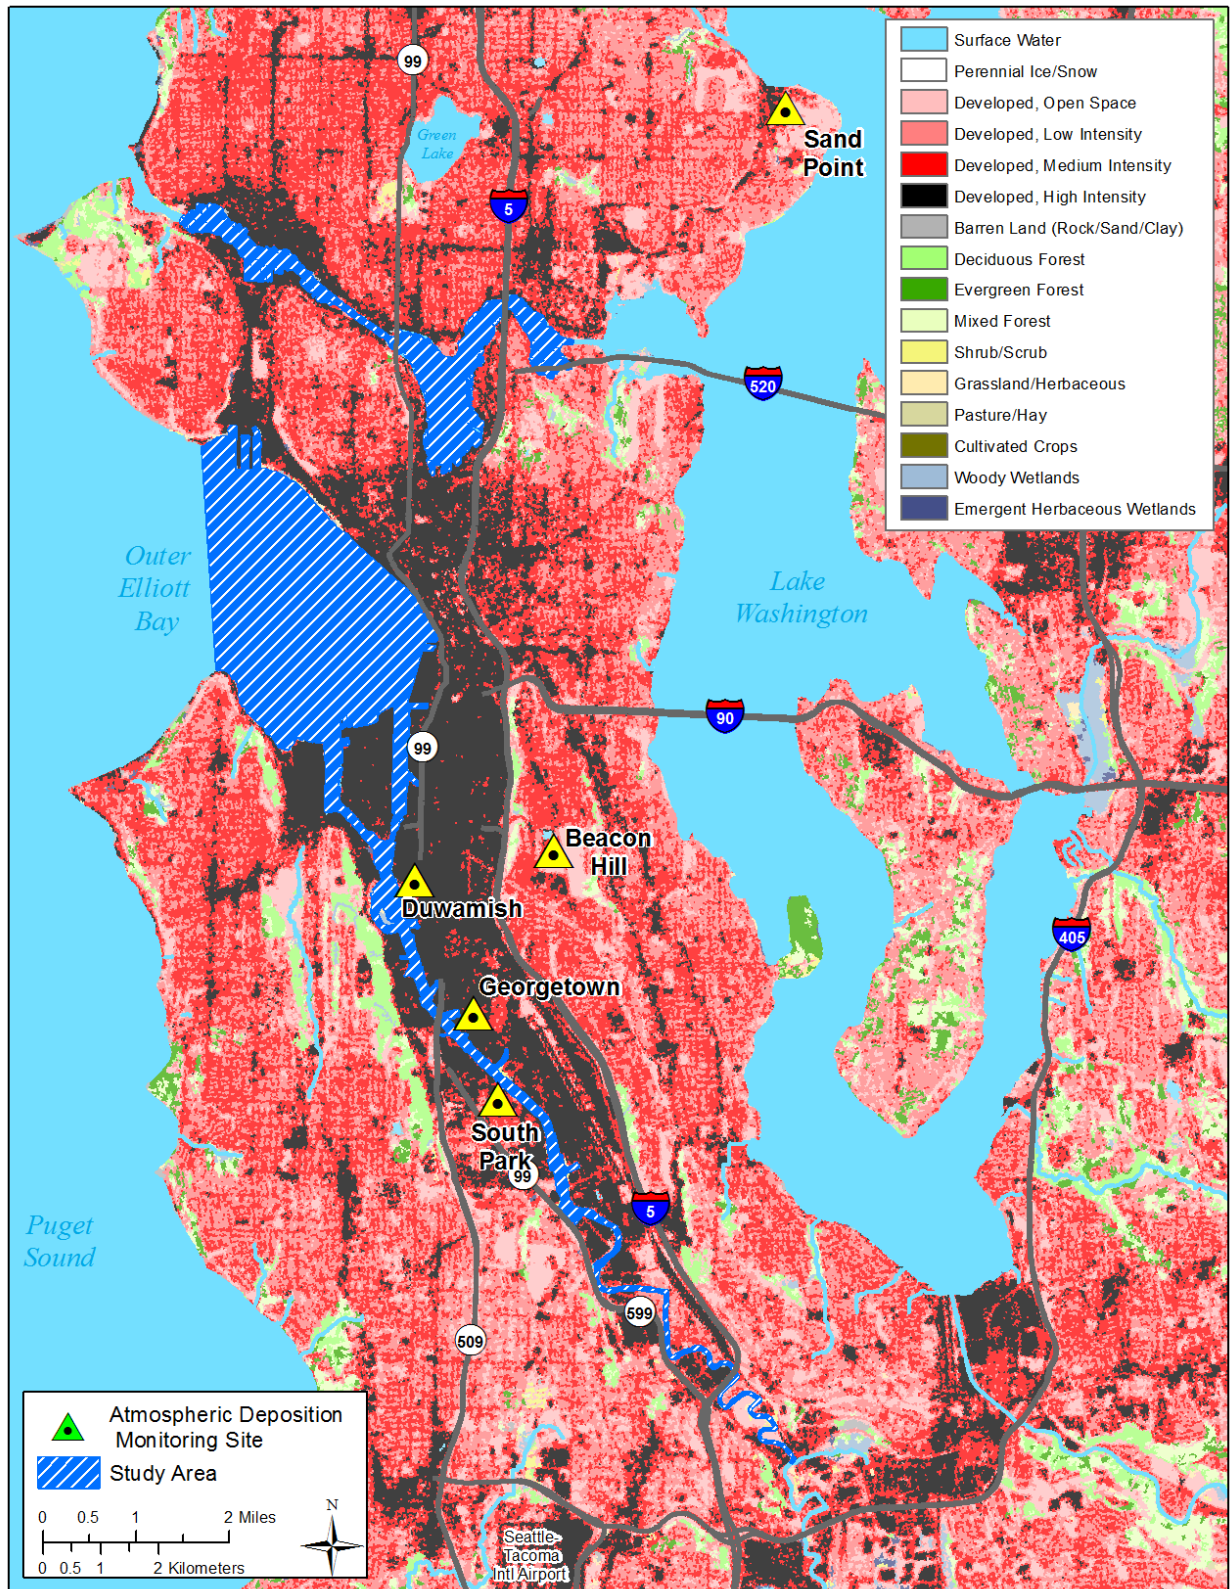 99
Green
Lake
5
Sand
Point
Surface Water
Perennial Ice/Snow
Developed, Open Space
Developed, Low Intensity
Developed, Medium Intensity
Developed, High Intensity
Barren Land (Rock/Sand/Clay)
Deciduous Forest
Evergreen Forest
Mixed Forest
Shrub/Scrub
Grassland/Herbaceous
Pasture/Hay
Cultivated Crops
Woody Wetlands
Emergent Herbaceous Wetlands
520
Outer
Elliott
Bay
Lake
Washington
90
99
Beacon
Hill
Duwamish
405
Georgetown
South
Park
99
5
Puget
Sound
599
509
Atmospheric Deposition
Monitoring Site
Study Area
0 0.5 1 2 Miles
0 0.5 1 2 Kilometers
N
Seattle-
Tacoma
Intl Airport